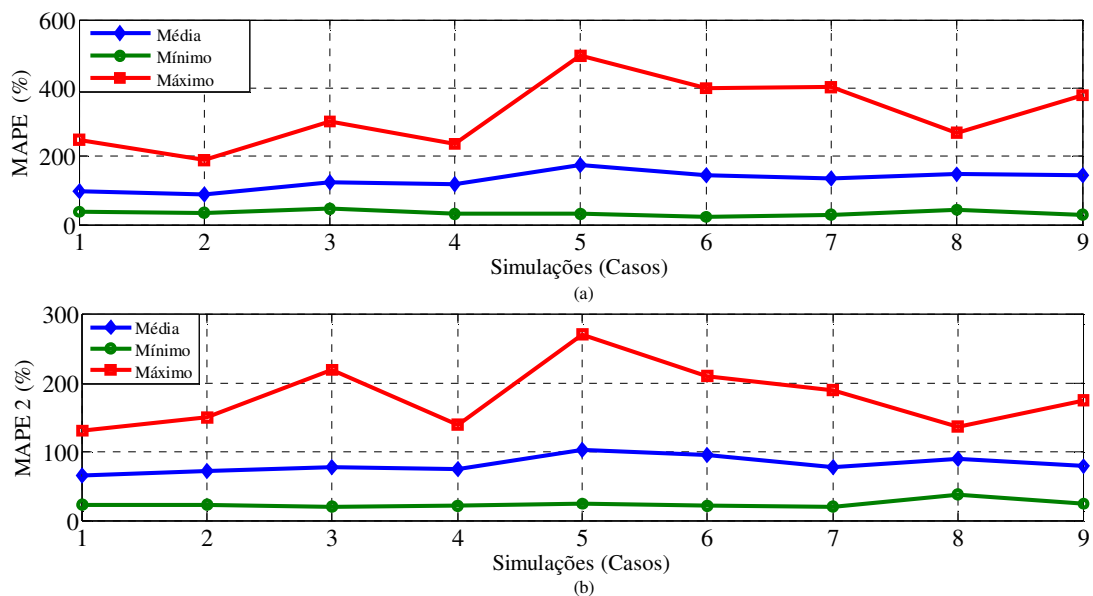 600
400
200
0
MAPE (%)
Média
Mínimo
Máximo
1 2 3 4 5 6 7 8 9
Simulações (Casos)
(a)
300
200
100
0
MAPE 2 (%)
Média
Mínimo
Máximo
1 2 3 4 5 6 7 8 9
Simulações (Casos)
(b)